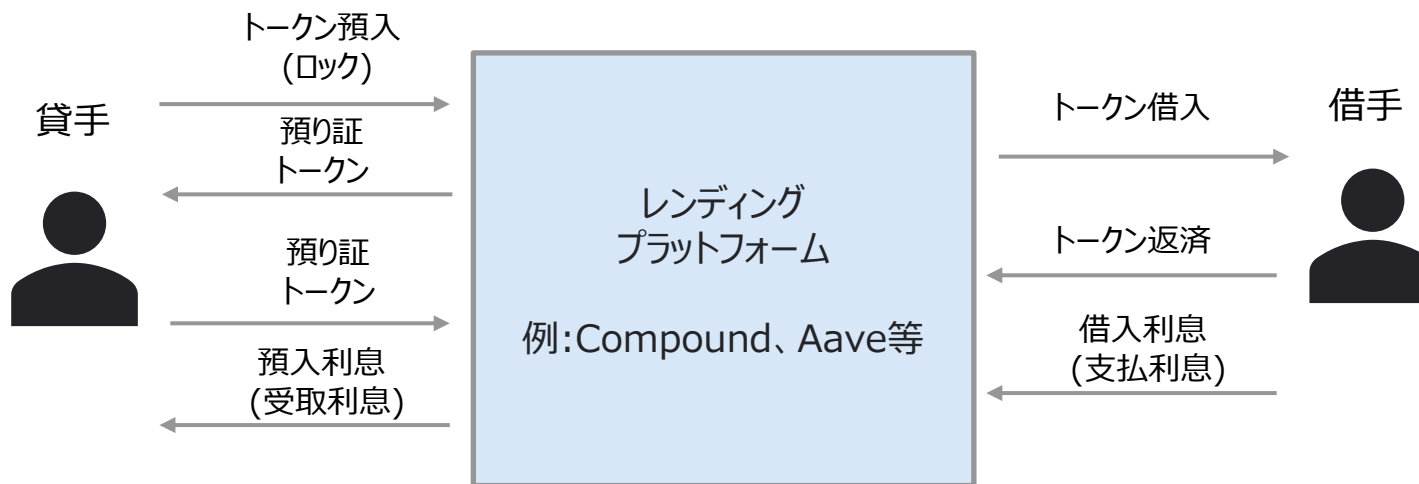 貸手
トークン預入
(ロック)
預り証
トークン
預り証
トークン
預入利息
(受取利息)
レンディング
プラットフォーム
例:Compound、Aave等
借手
トークン借入
トークン返済
借入利息
(支払利息)